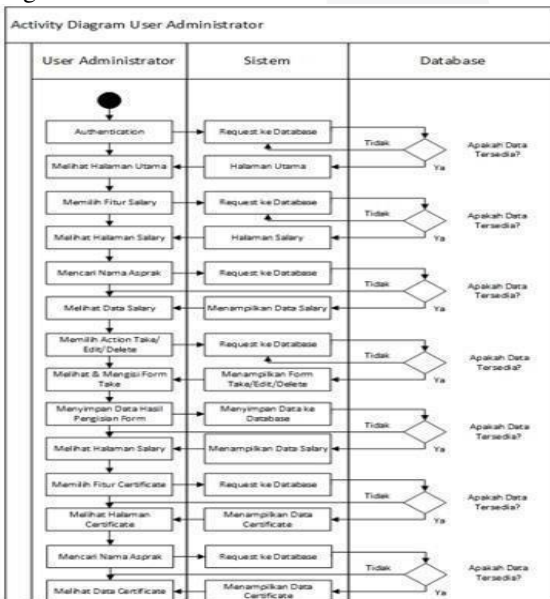 Activity Diagram User Administrator
User Administrator
Sistem
Database
Authentication
Request ke Database
Tidak
Apakah Data
Tersedia?
Melihat Halaman Utama
Halaman Utama
Ya
Memilih Fitur Salary
Request ke Database
Tidak
Apakah Data
Tersedia?
Melihat Halaman Salary
Halaman Salary
Ya
Mencari Nama Asprak
Request ke Database
Tidak
Apakah Data
Tersedia?
Melihat Data Salary
Menampilkan Data Salary
Ya
Memilih Action Take/
Edit/Delete
Request ke Database
Tidak
Apakah Data
Tersedia?
Melihat & Mengisi Form
Take
Menampilkan Form
Take/Edit/Delete
Ya
Menyimpan Data Hasil
Pengisian Form
Menyimpan Data ke
Database
Tidak
Apakah Data
Tersedia?
Melihat Halaman Salary
Menampilkan Data Salary
Ya
Memilih Fitur Certificate
Request ke Database
Tidak
Apakah Data
Tersedia?
Melihat Halaman
Certificate
Menampilkan Data
Certificate
Ya
Mencari Nama Asprak
Request ke Database
Tidak
Apakah Data
Tersedia?
Melihat Data Certificate
Menampilkan Data
Certificate
Ya